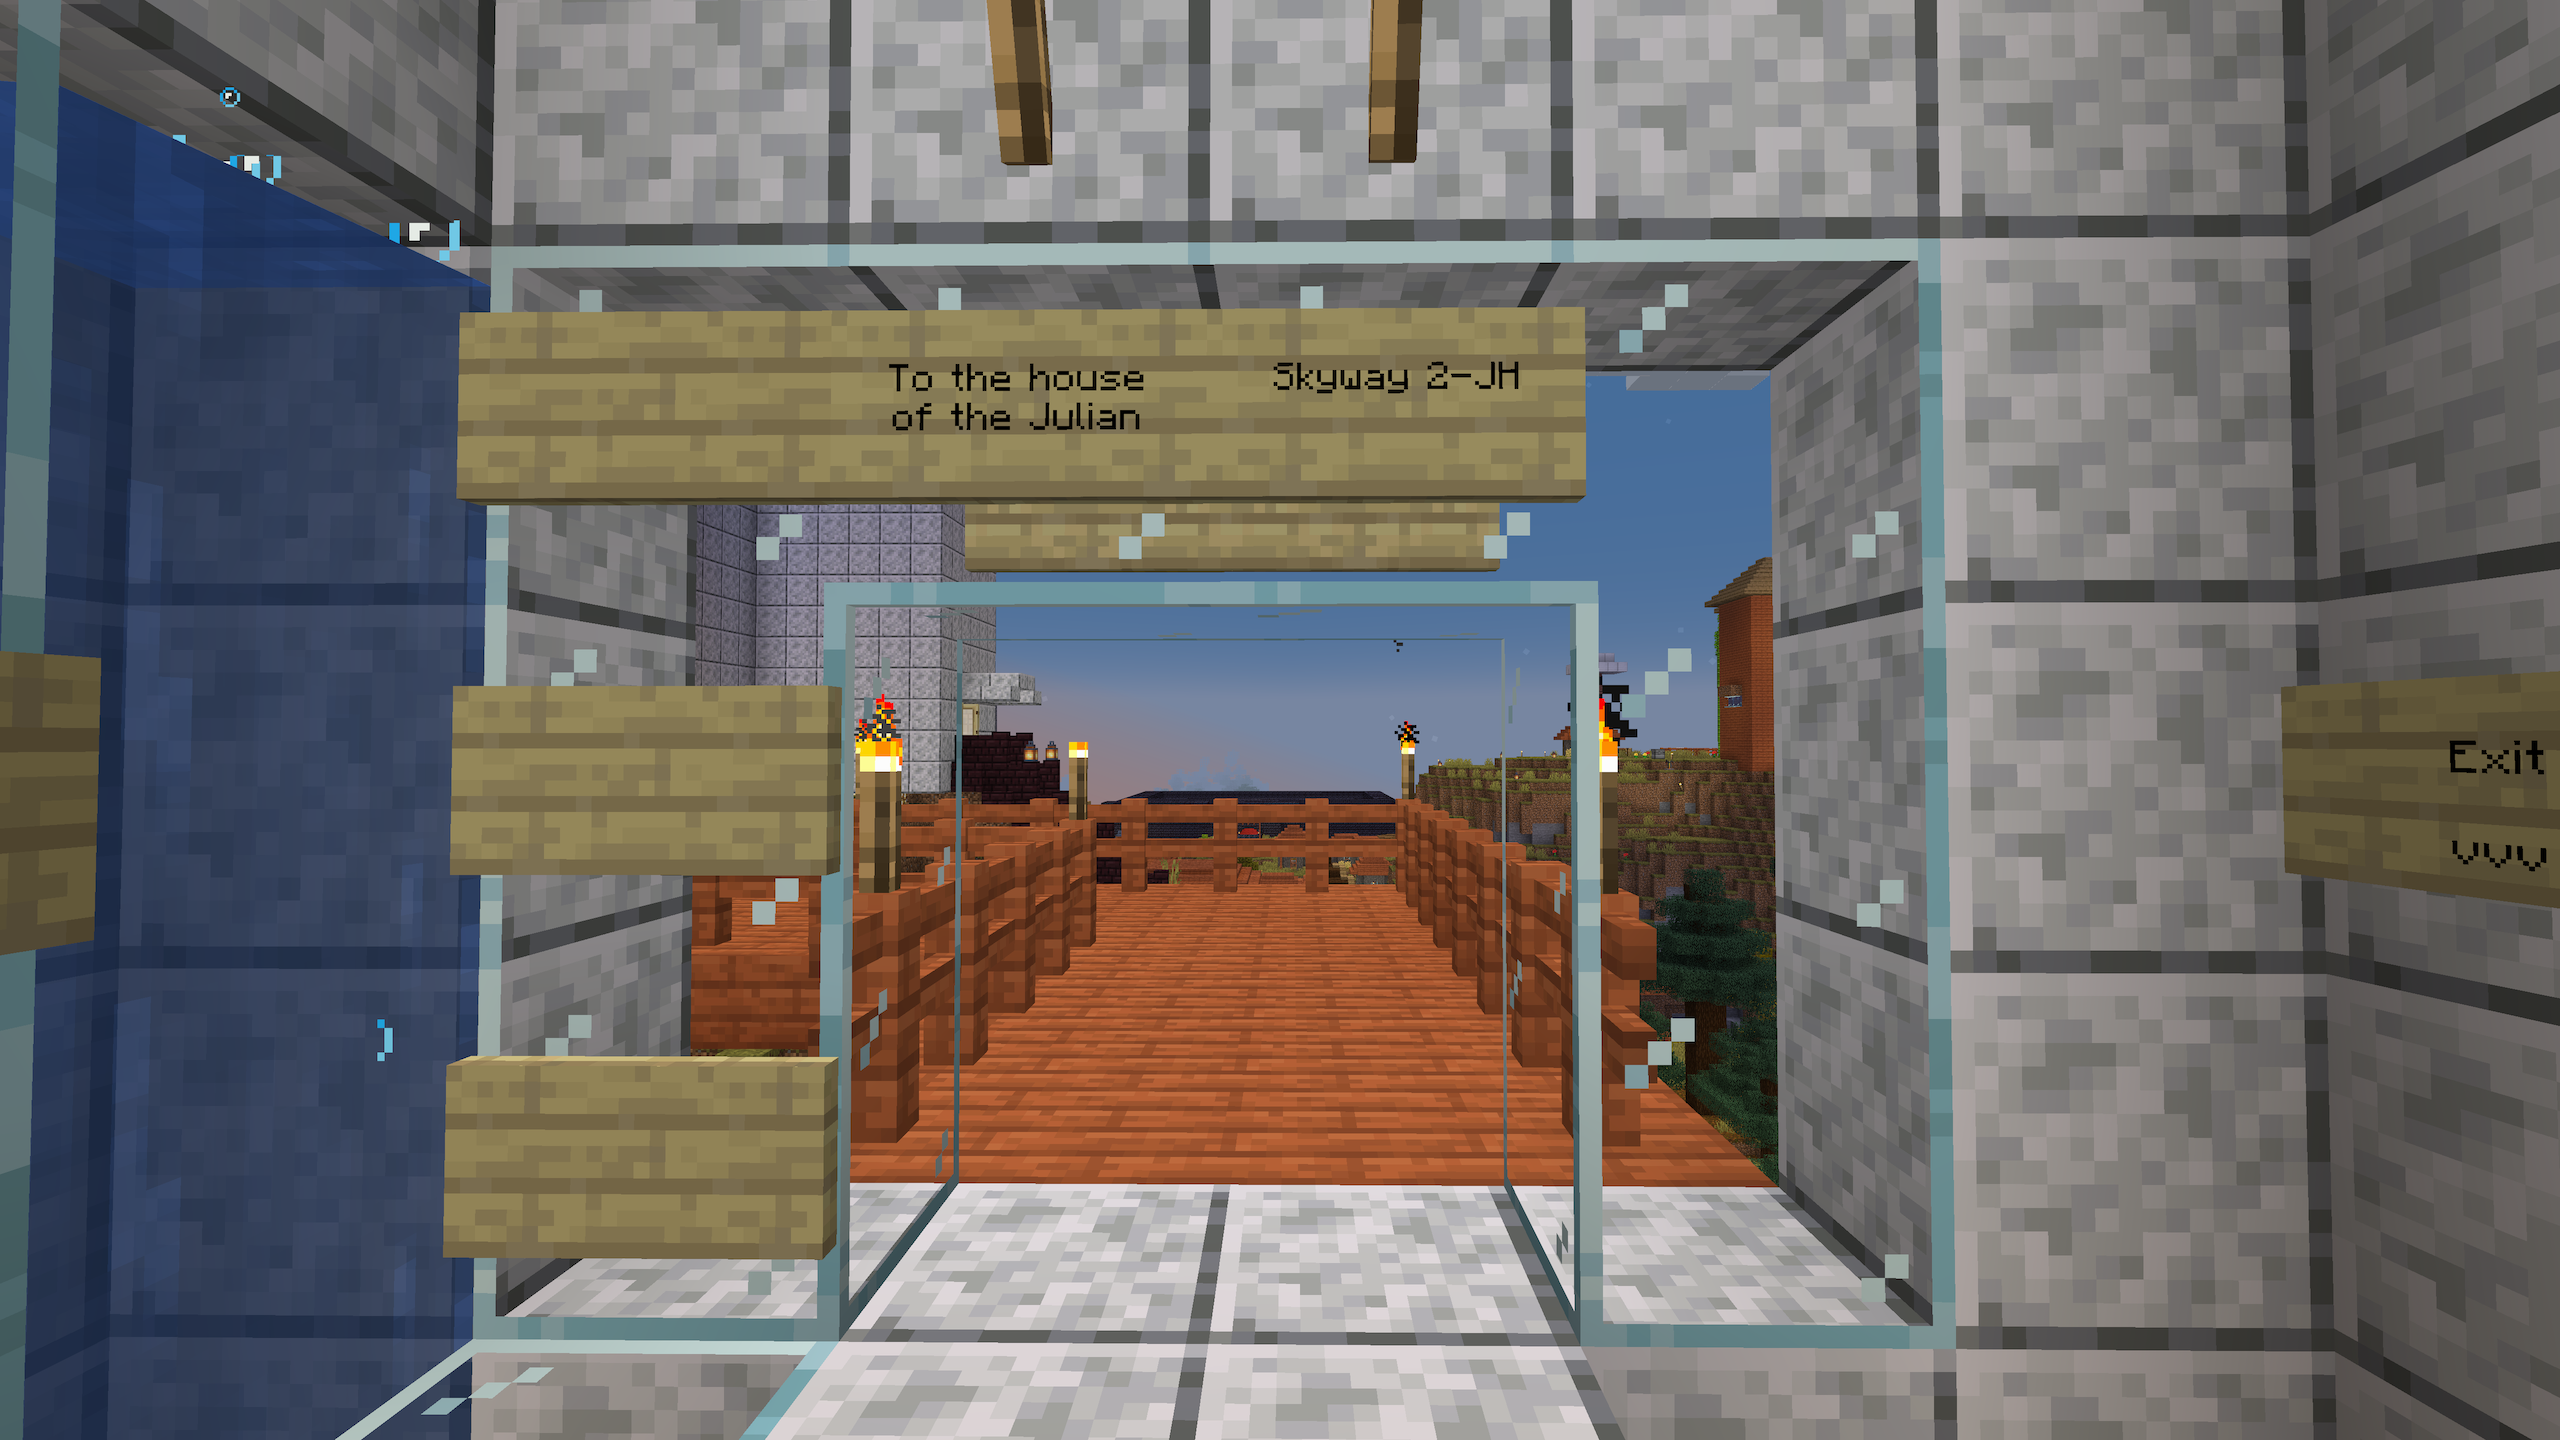 To the house
of the Julian
Skyway 2-JH
Exit
vvv